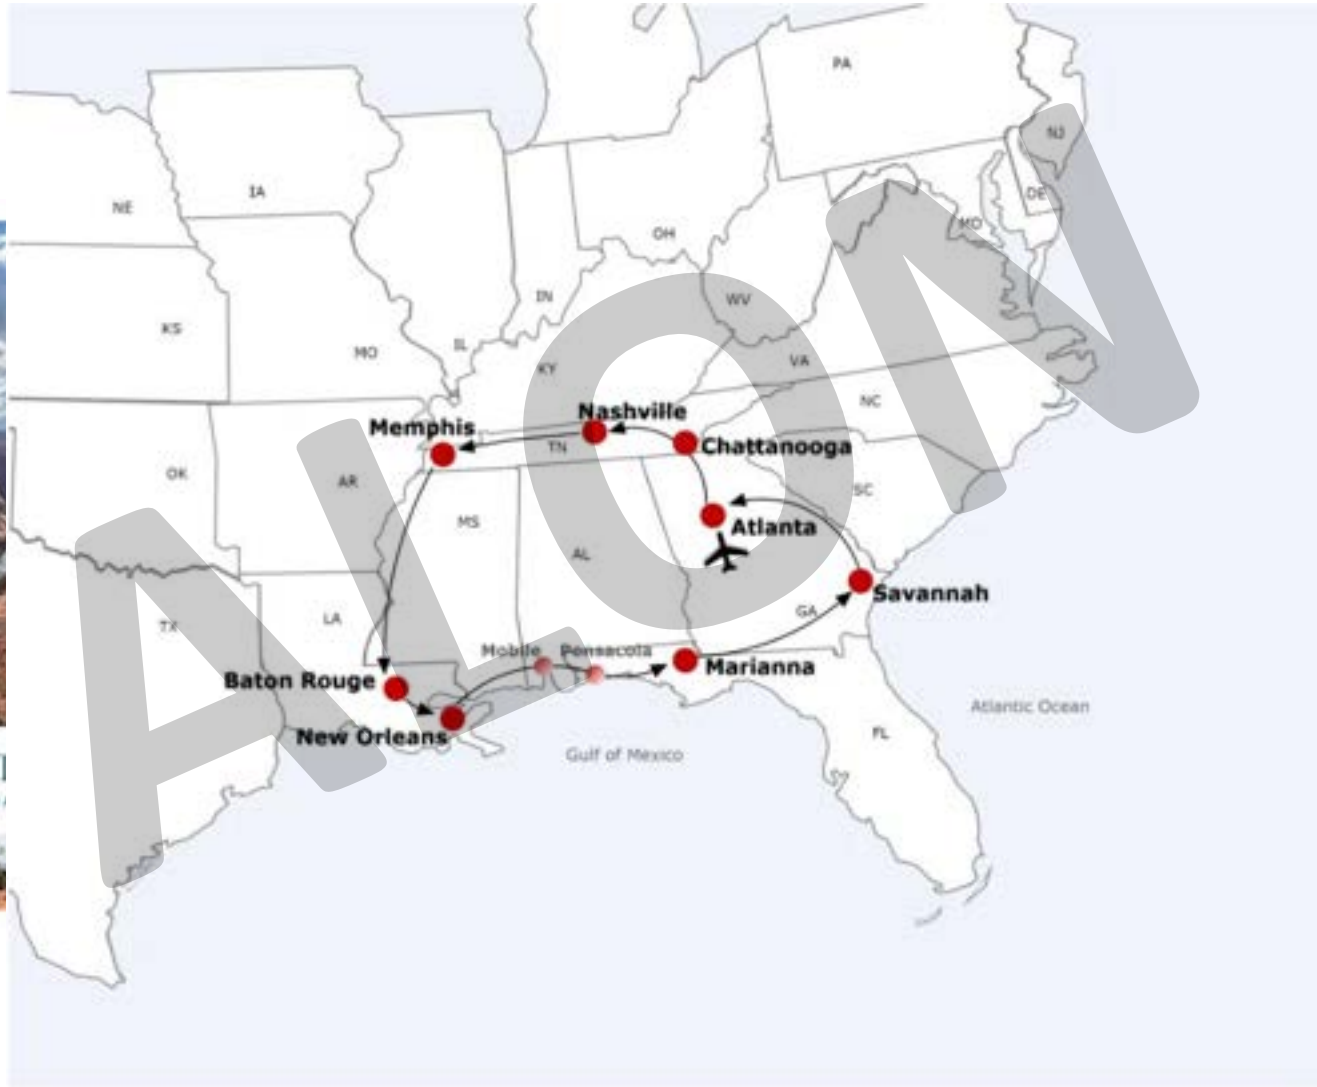 PA
NJ
NE
IA
DE
MD
OH
IN
WV
KS
MO
IL
KY
VA
NC
Nashville
Memphis
TN
Chattanooga
OK
AR
SC
MS
Atlanta
AL
Savannah
GA
TX
LA
Mobile
Pensacola
Marianna
Baton Rouge
New Orleans
Atlantic Ocean
FL
Gulf of Mexico
ALON